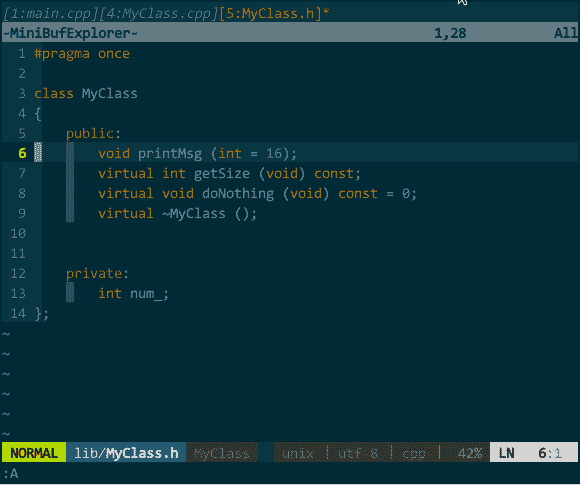 [1:main.cpp][4:MyClass.cpp][5:MyClass.h]*
-MiniBufExplorer- 1,28 All
1 #pragma once
2
3 class MyClass
4 {
5     public:
6         void printMsg (int = 16);
7         virtual int getSize (void) const;
8         virtual void doNothing (void) const = 0;
9         virtual ~MyClass ();
10
11
12     private:
13         int num_;
14 };
~
~
~
~
~
~
NORMAL lib/MyClass.h MyClass unix | utf-8 | cpp | 42% LN 6:1
:A